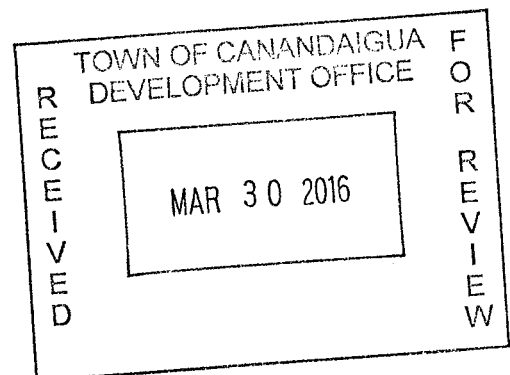 TOWN OF CANANDAIGUA
DEVELOPMENT OFFICE
RECEIVED
MAR 30 2016
FOR REVIEW